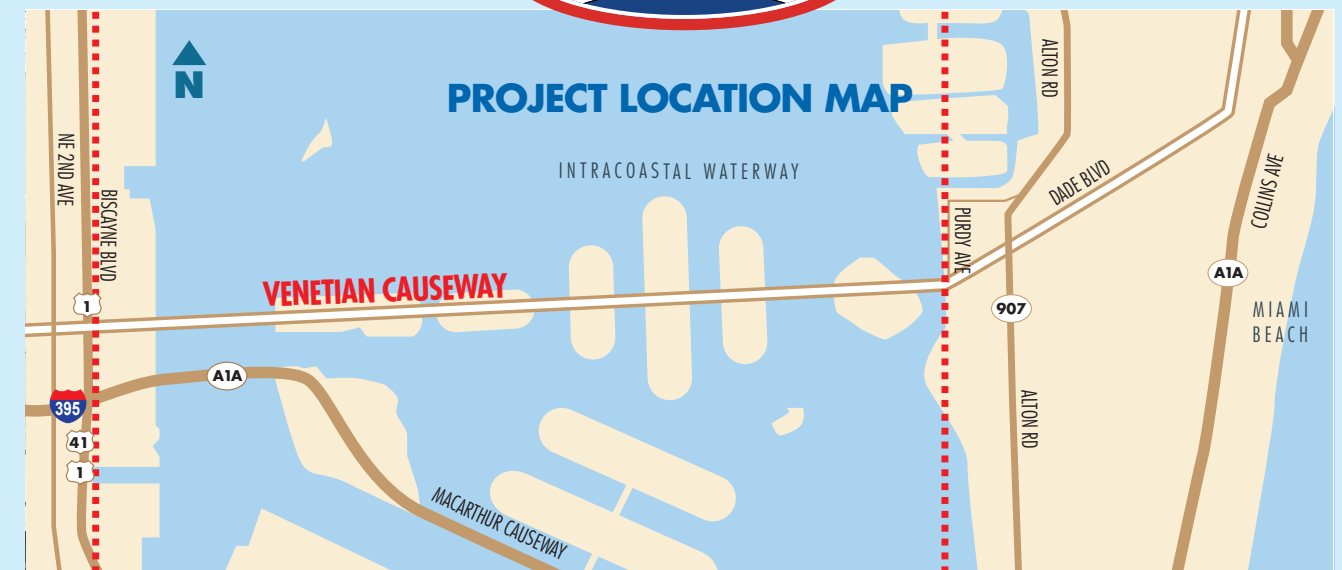 N
PROJECT LOCATION MAP
INTRACOASTAL WATERWAY
NE 2ND AVE
BISCAYNE BLVD
VENETIAN CAUSEWAY
1
A1A
395
41
1
MACARTHUR CAUSEWAY
ALTON RD
DADE BLVD
PURDY AVE
COLLINS AVE
A1A
907
MIAMI
BEACH
ALTON RD